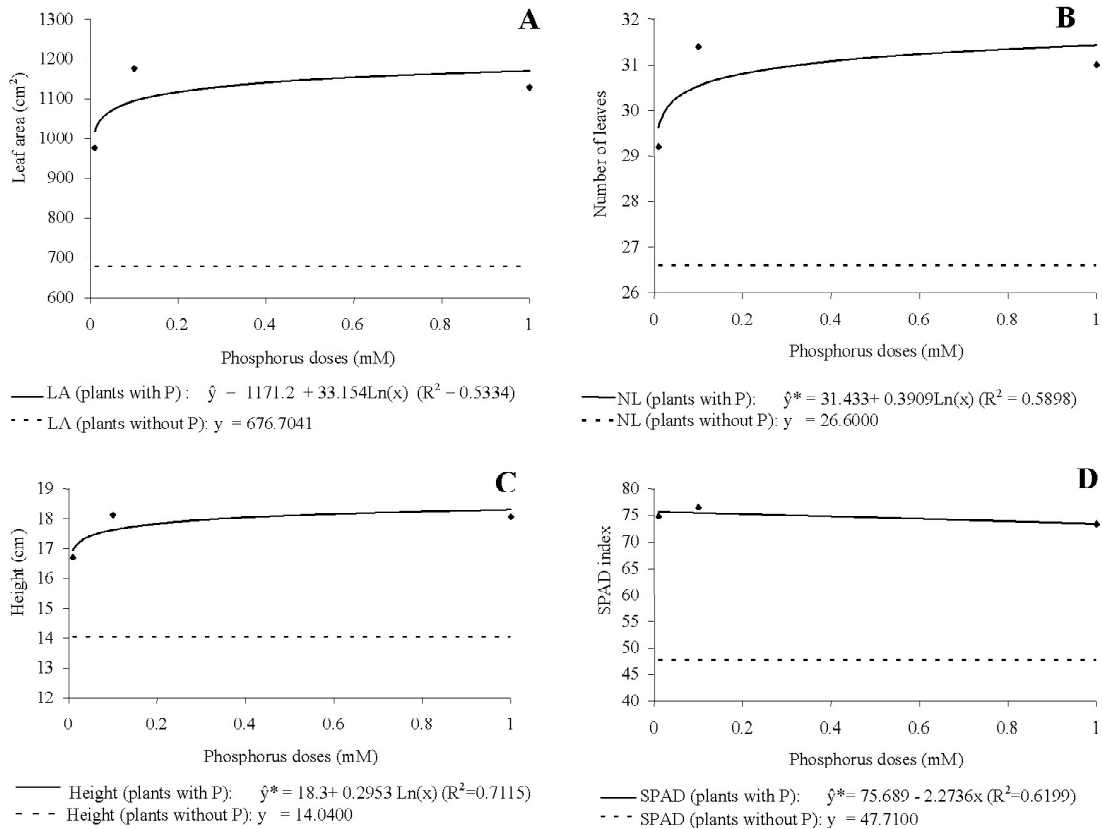 A
Leaf area (cm²)
1300
1200
1100
1000
900
800
700
600
0 0.2 0.4 0.6 0.8 1
Phosphorus doses (mM)
LA (plants with P) : ŷ − 1171.2 + 33.154Ln(x) (R² − 0.5334)
LA (plants without P): y = 676.7041
B
Number of leaves
32
31
30
29
28
27
26
0 0.2 0.4 0.6 0.8 1
Phosphorus doses (mM)
NL (plants with P): ŷ* = 31.433+ 0.3909Ln(x) (R² = 0.5898)
NL (plants without P): y = 26.6000
C
Height (cm)
19
18
17
16
15
14
13
12
0 0.2 0.4 0.6 0.8 1
Phosphorus doses (mM)
Height (plants with P): ŷ* = 18.3+ 0.2953 Ln(x) (R²=0.7115)
Height (plants without P): y = 14.0400
D
SPAD index
80
75
70
65
60
55
50
45
40
0 0.2 0.4 0.6 0.8 1
Phosphorus doses (mM)
SPAD (plants with P): ŷ*= 75.689 - 2.2736x (R²=0.6199)
SPAD (plants without P): y = 47.7100